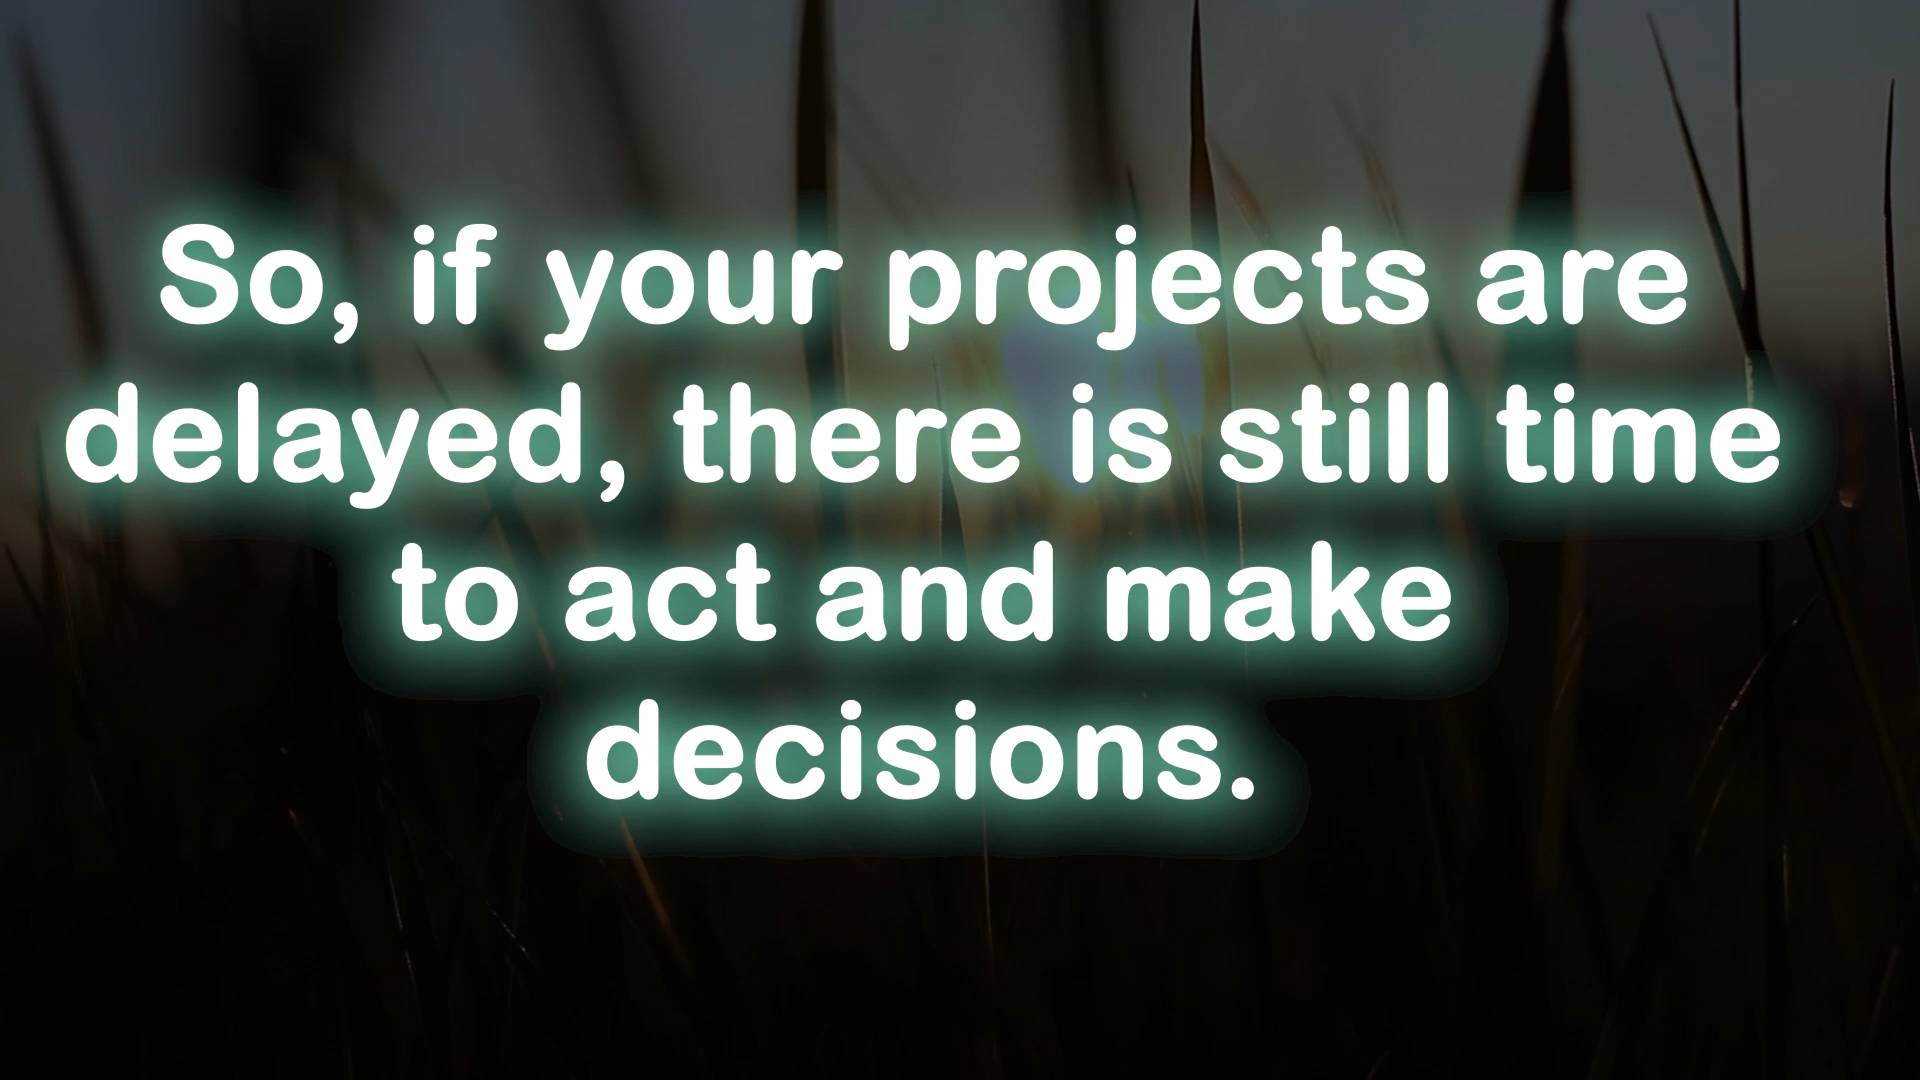 So, if your projects are
delayed, there is still time
to act and make
decisions.